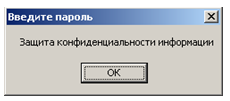 Введите пароль
Защита конфиденциальности информации
OK